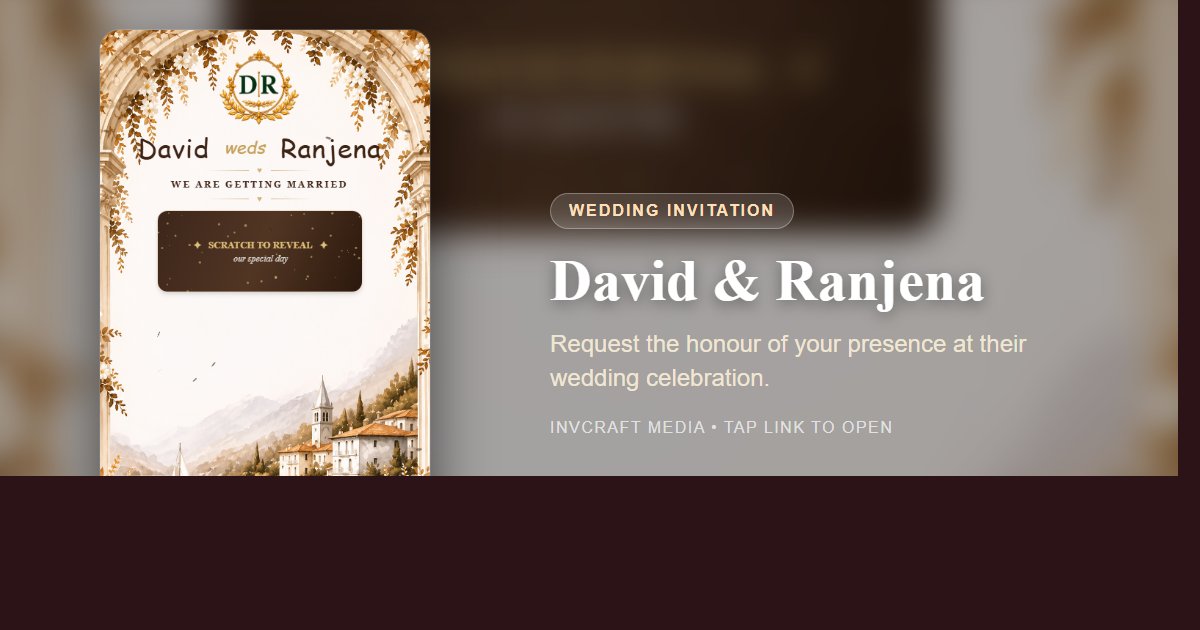 D R
David weds Ranjena
WE ARE GETTING MARRIED
SCRATCH TO REVEAL
our special day
WEDDING INVITATION
David & Ranjena
Request the honour of your presence at their
wedding celebration.
INVCRAFT MEDIA • TAP LINK TO OPEN